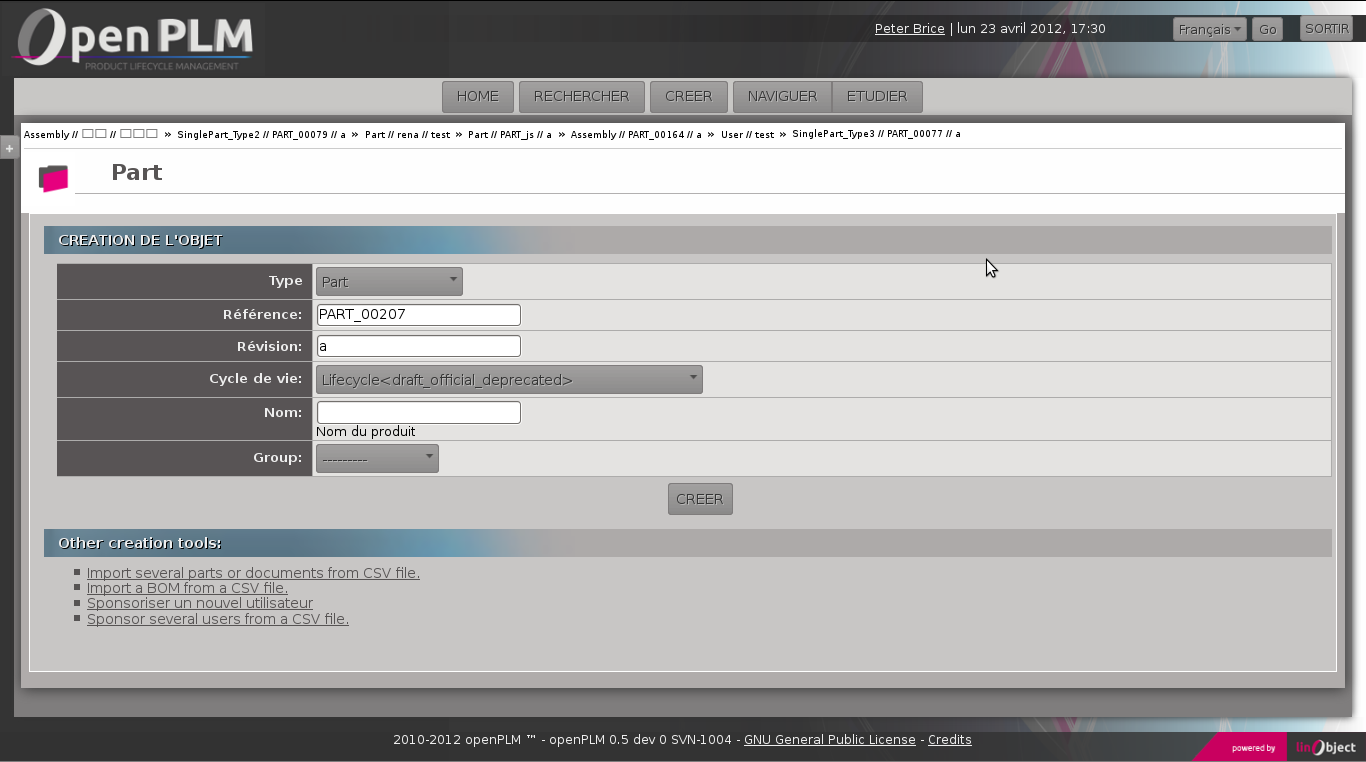 Open PLM
PRODUCT LIFECYCLE MANAGEMENT
Peter Brice | lun 23 avril 2012, 17:30
Français
Go
SORTIR
HOME
RECHERCHER
CREER
NAVIGUER
ETUDIER
Assembly // □□ // □□□ » SinglePart_Type2 // PART_00079 // a » Part // rena // test » Part // PART_js // a » Assembly // PART_00164 // a » User // test » SinglePart_Type3 // PART_00077 // a
+
Part
CREATION DE L'OBJET
Type
Part
Référence:
PART_00207
Révision:
a
Cycle de vie:
Lifecycle<draft_official_deprecated>
Nom:
Nom du produit
Group:
---------
CREER
Other creation tools:
Import several parts or documents from CSV file.
Import a BOM from a CSV file.
Sponsoriser un nouvel utilisateur
Sponsor several users from a CSV file.
2010-2012 openPLM ™ - openPLM 0.5 dev 0 SVN-1004 - GNU General Public License - Credits
powered by
linObject